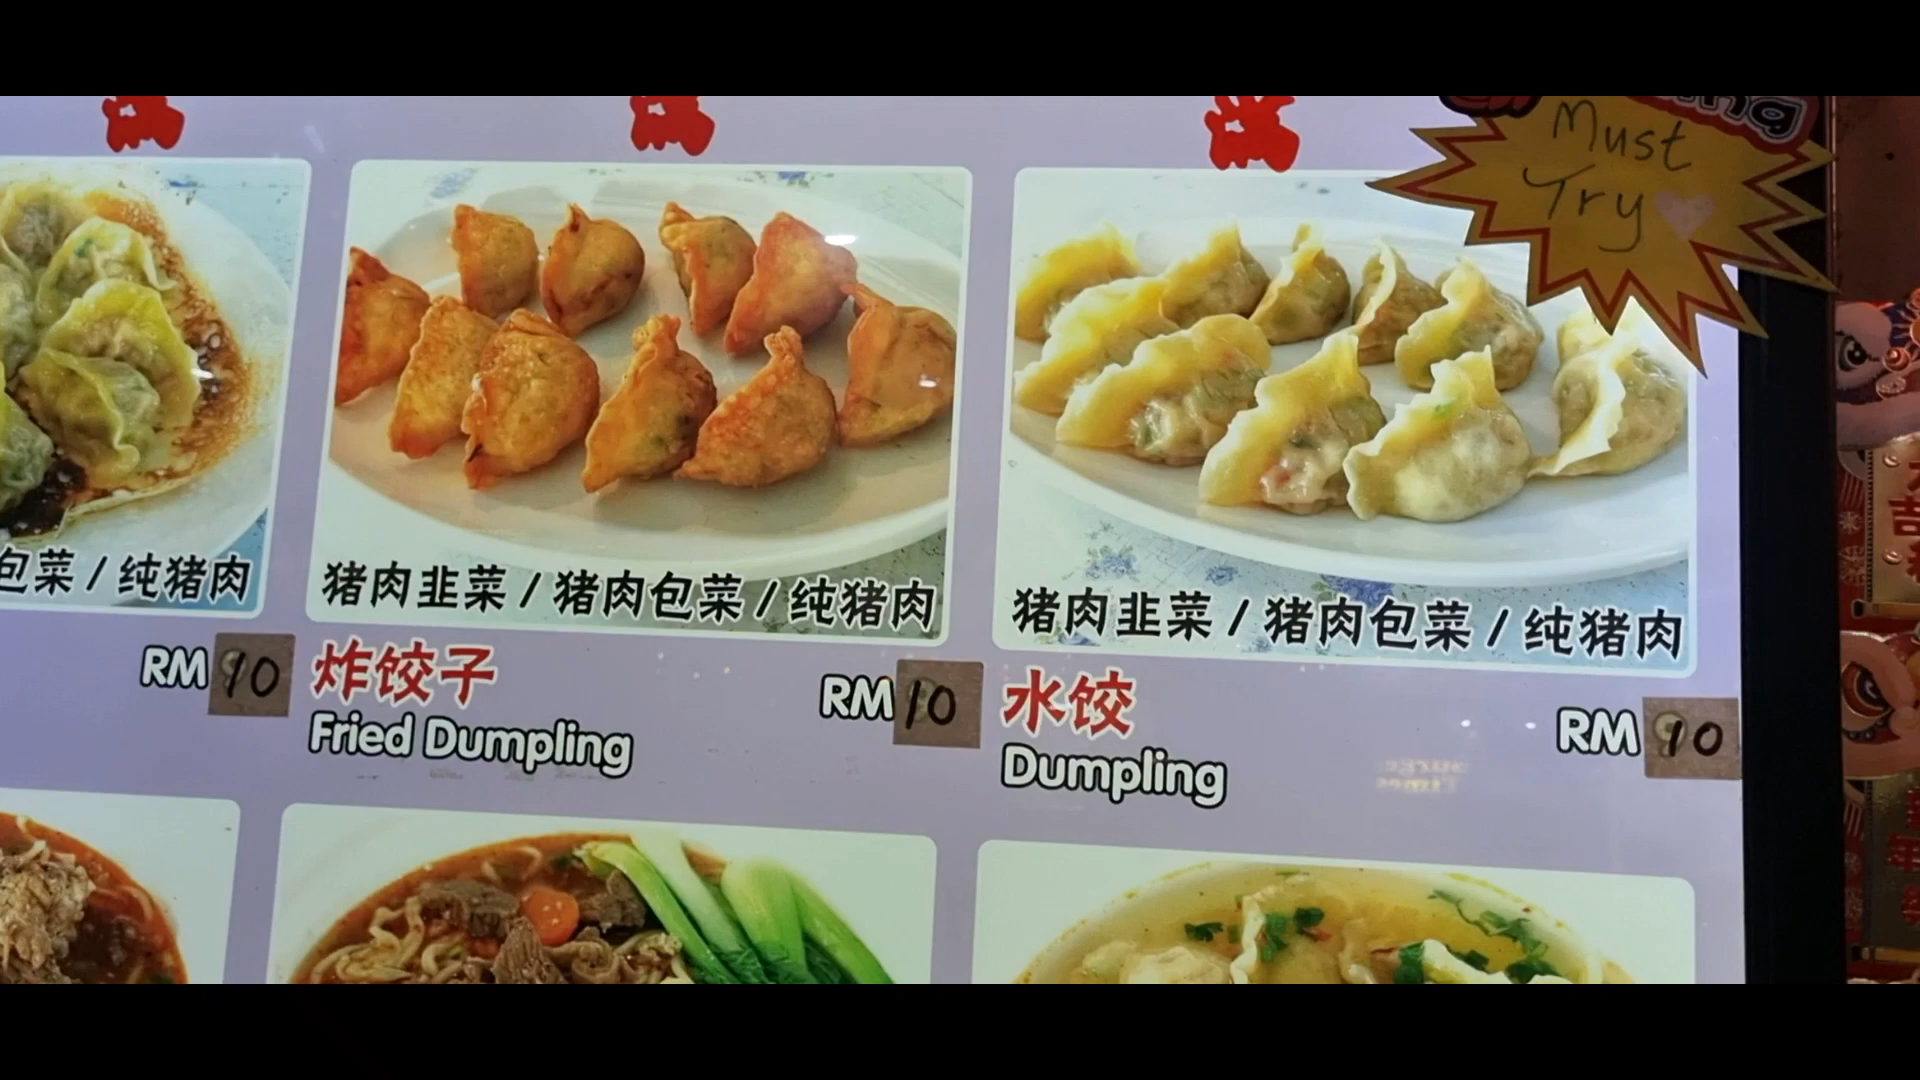 Must
Try
包菜 / 纯猪肉
猪肉韭菜 / 猪肉包菜 / 纯猪肉
猪肉韭菜 / 猪肉包菜 / 纯猪肉
RM 10
炸饺子
Fried Dumpling
RM 10
水饺
Dumpling
RM 10